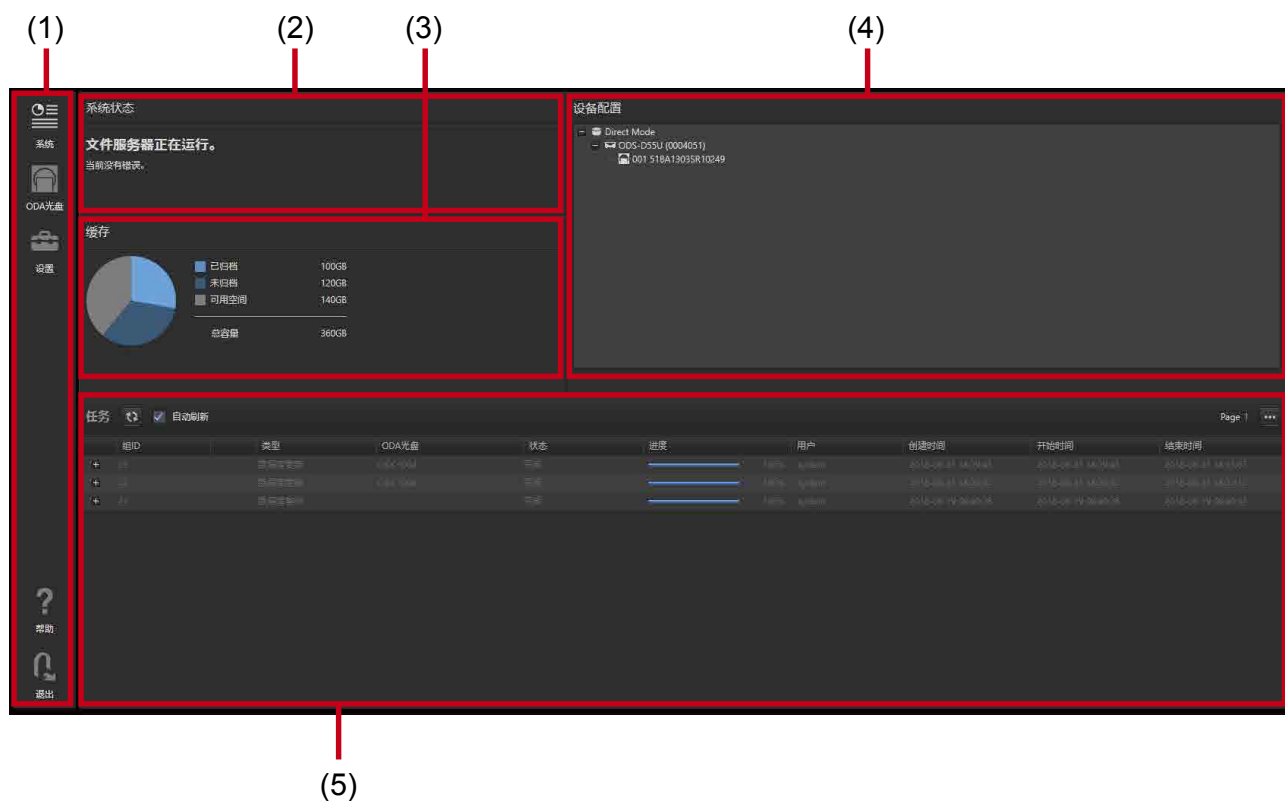 (1)
(2)
(3)
(4)
系统
ODA光盘
设置
帮助
退出
系统状态
文件服务器正在运行。
当前没有错误。
缓存
已归档 100GB
未归档 120GB
可用空间 140GB
总容量 360GB
设备配置
Direct Mode
ODS-D55U (0004051)
001 518A13035R10249
任务 自动刷新 Page 1
组ID 类型 ODA光盘 状态 进度 用户 创建时间 开始时间 结束时间
(5)